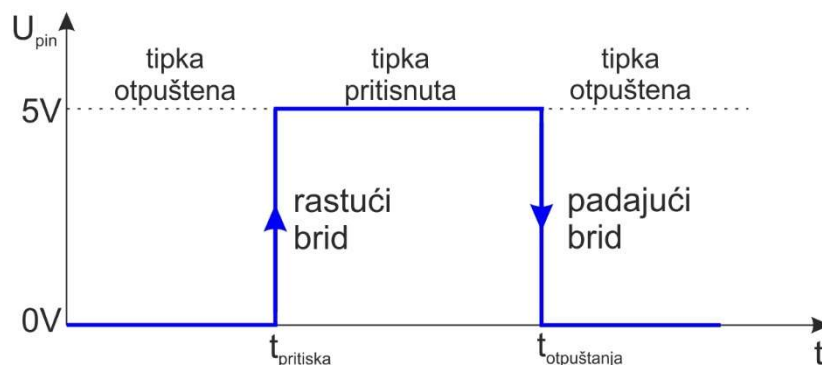 U_pin
tipka
otpuštena
tipka
pritisnuta
tipka
otpuštena
5V
rastući
brid
padajući
brid
0V
t_pritiska
t_otpuštanja
t